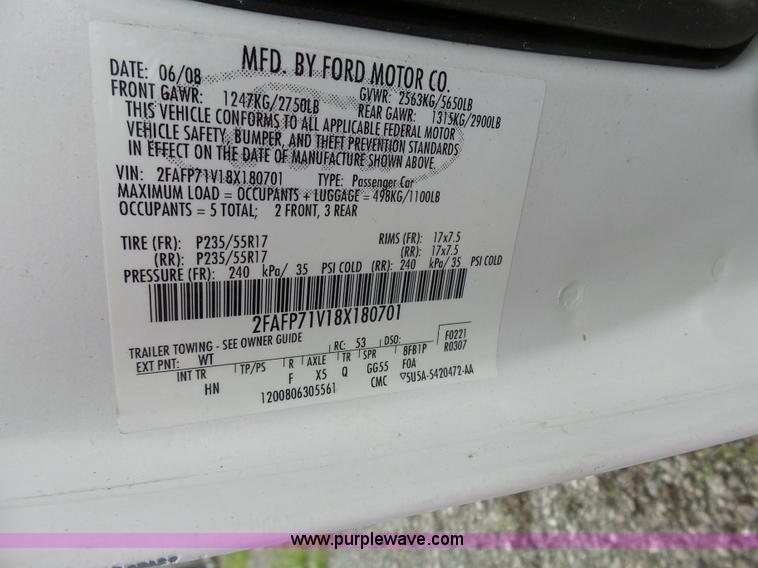 MFD. BY FORD MOTOR CO.
DATE: 06/08 GVWR: 2563KG/5650LB
FRONT GAWR: 1247KG/2750LB REAR GAWR: 1315KG/2900LB
THIS VEHICLE CONFORMS TO ALL APPLICABLE FEDERAL MOTOR
VEHICLE SAFETY, BUMPER, AND THEFT PREVENTION STANDARDS
IN EFFECT ON THE DATE OF MANUFACTURE SHOWN ABOVE.
VIN: 2FAFP71V18X180701 TYPE: Passenger Car
MAXIMUM LOAD = OCCUPANTS + LUGGAGE = 498KG/1100LB
OCCUPANTS = 5 TOTAL; 2 FRONT, 3 REAR
TIRE (FR): P235/55R17 RIMS (FR): 17x7.5
(RR): P235/55R17 (RR): 17x7.5
PRESSURE (FR): 240 kPa/ 35 PSI COLD (RR): 240 kPa/ 35 PSI COLD
2FAFP71V18X180701
TRAILER TOWING - SEE OWNER GUIDE F0221
EXT PNT: WT RC: 53 DSO: 8FB1P R0307
INT TR TP/PS R AXLE TR SPR
HN F X5 Q GG55 F0A
1200806305561 CMC ▽5U5A-5420472-AA
www.purplewave.com